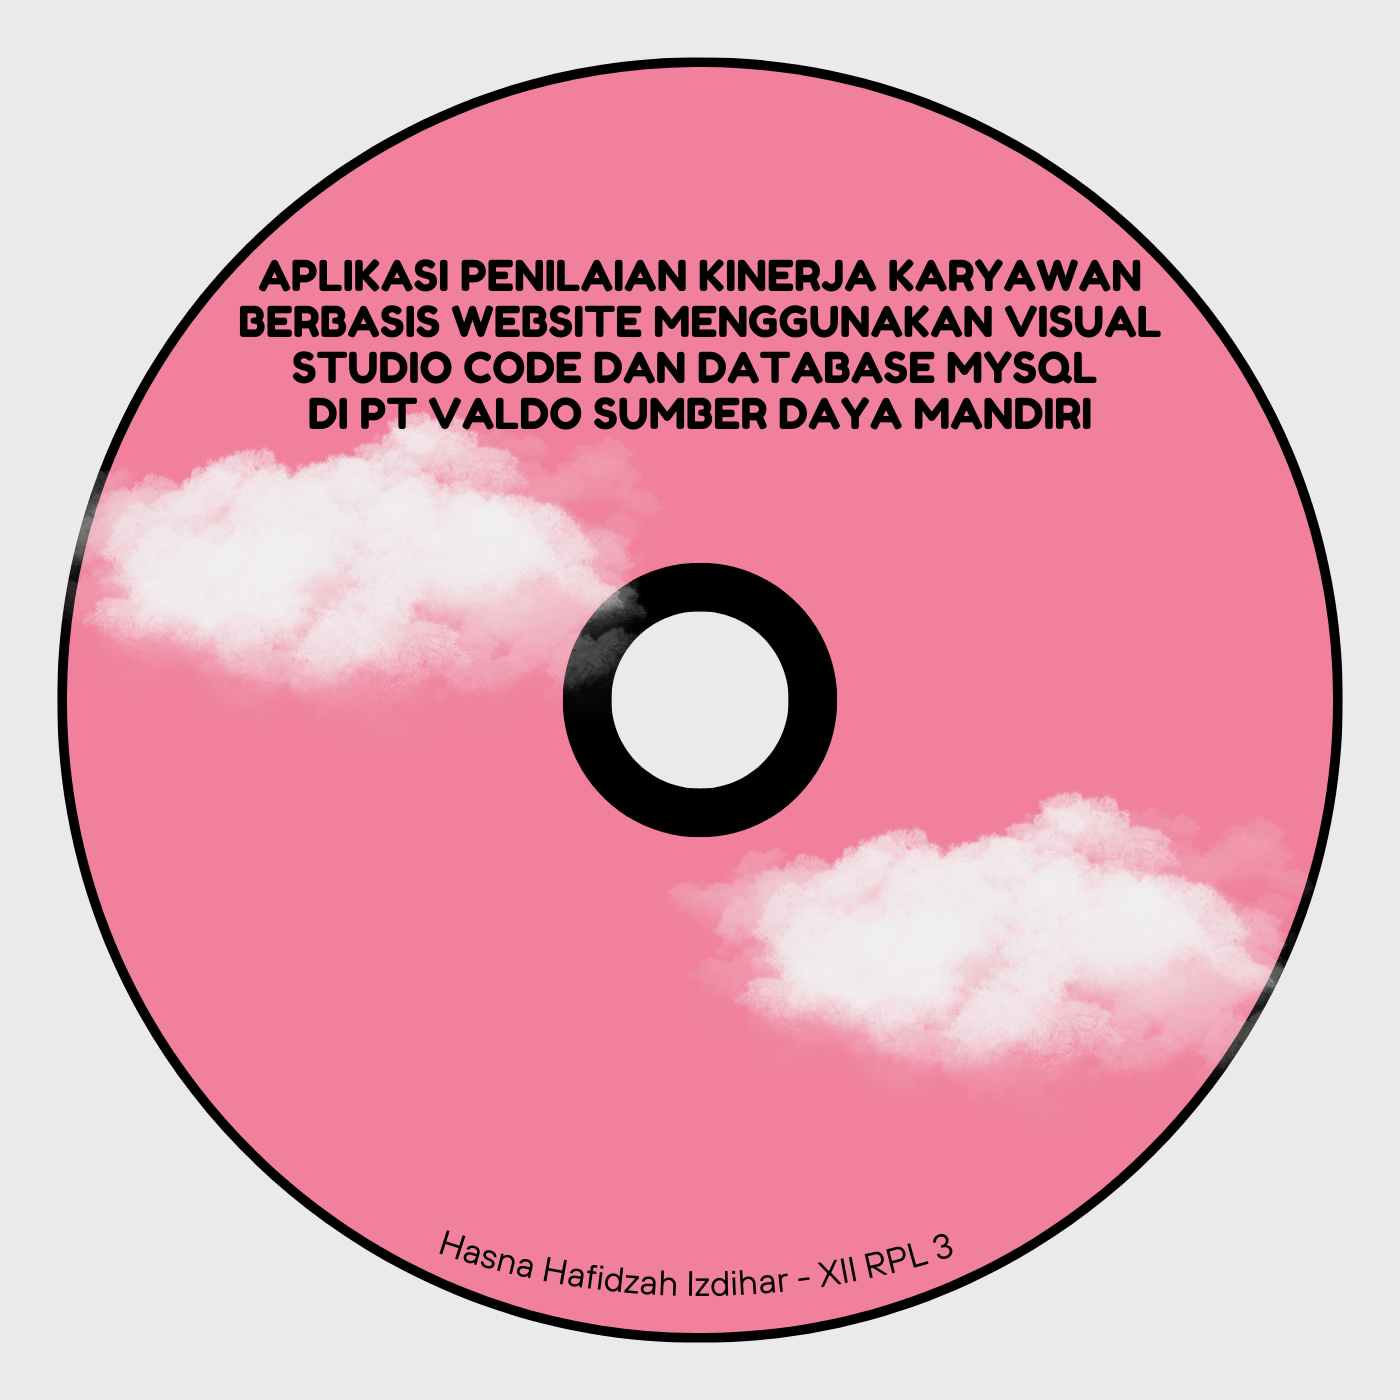 APLIKASI PENILAIAN KINERJA KARYAWAN
BERBASIS WEBSITE MENGGUNAKAN VISUAL
STUDIO CODE DAN DATABASE MYSQL
DI PT VALDO SUMBER DAYA MANDIRI
Hasna Hafidzah Izdihar - XII RPL 3